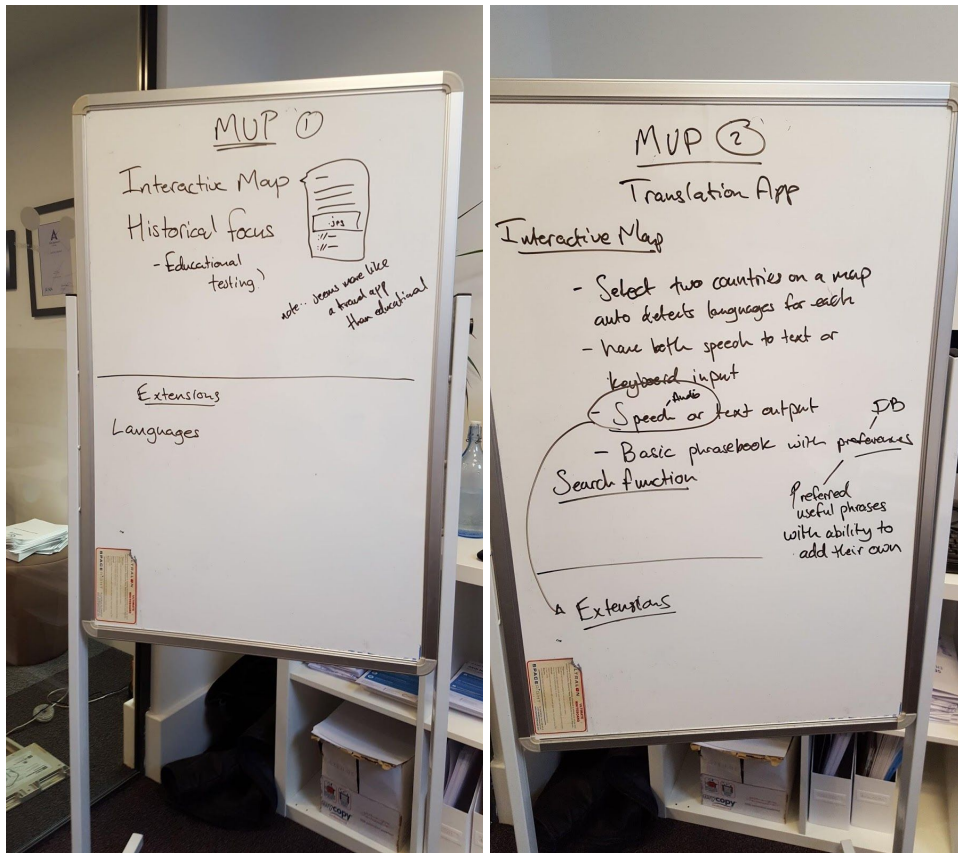 MVP ①
Interactive Map
.jpg
://—
://—
Historical focus
- Educational
testing
note.. seems more like
a travel app
than educational
Extensions
Languages
MVP ②
Translation App
Interactive Map
- Select two countries on a map
auto detects languages for each
- have both speech to text or
keyboard input
- Speech, Audio or text output
- Basic phrasebook with preferences
DB
Preferred
useful phrases
with ability to
add their own
Search function
Extensions
SPACE
copy